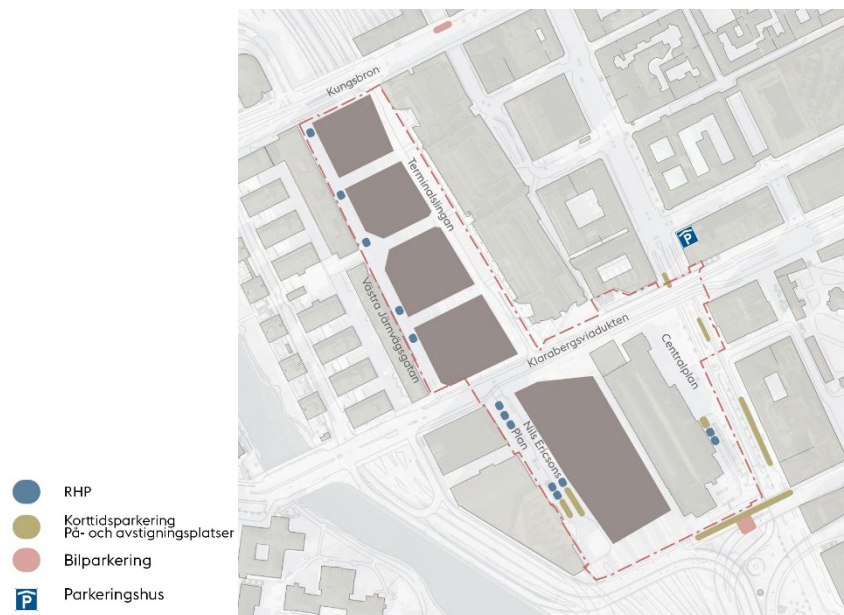 Kungsbron
Terminalslingan
Västra Järnvägsgatan
Klarabergsviadukten
Centralplan
Nils Ericsons
Plan
P
RHP
Korttidsparkering
På- och avstigningsplatser
Bilparkering
P
Parkeringshus